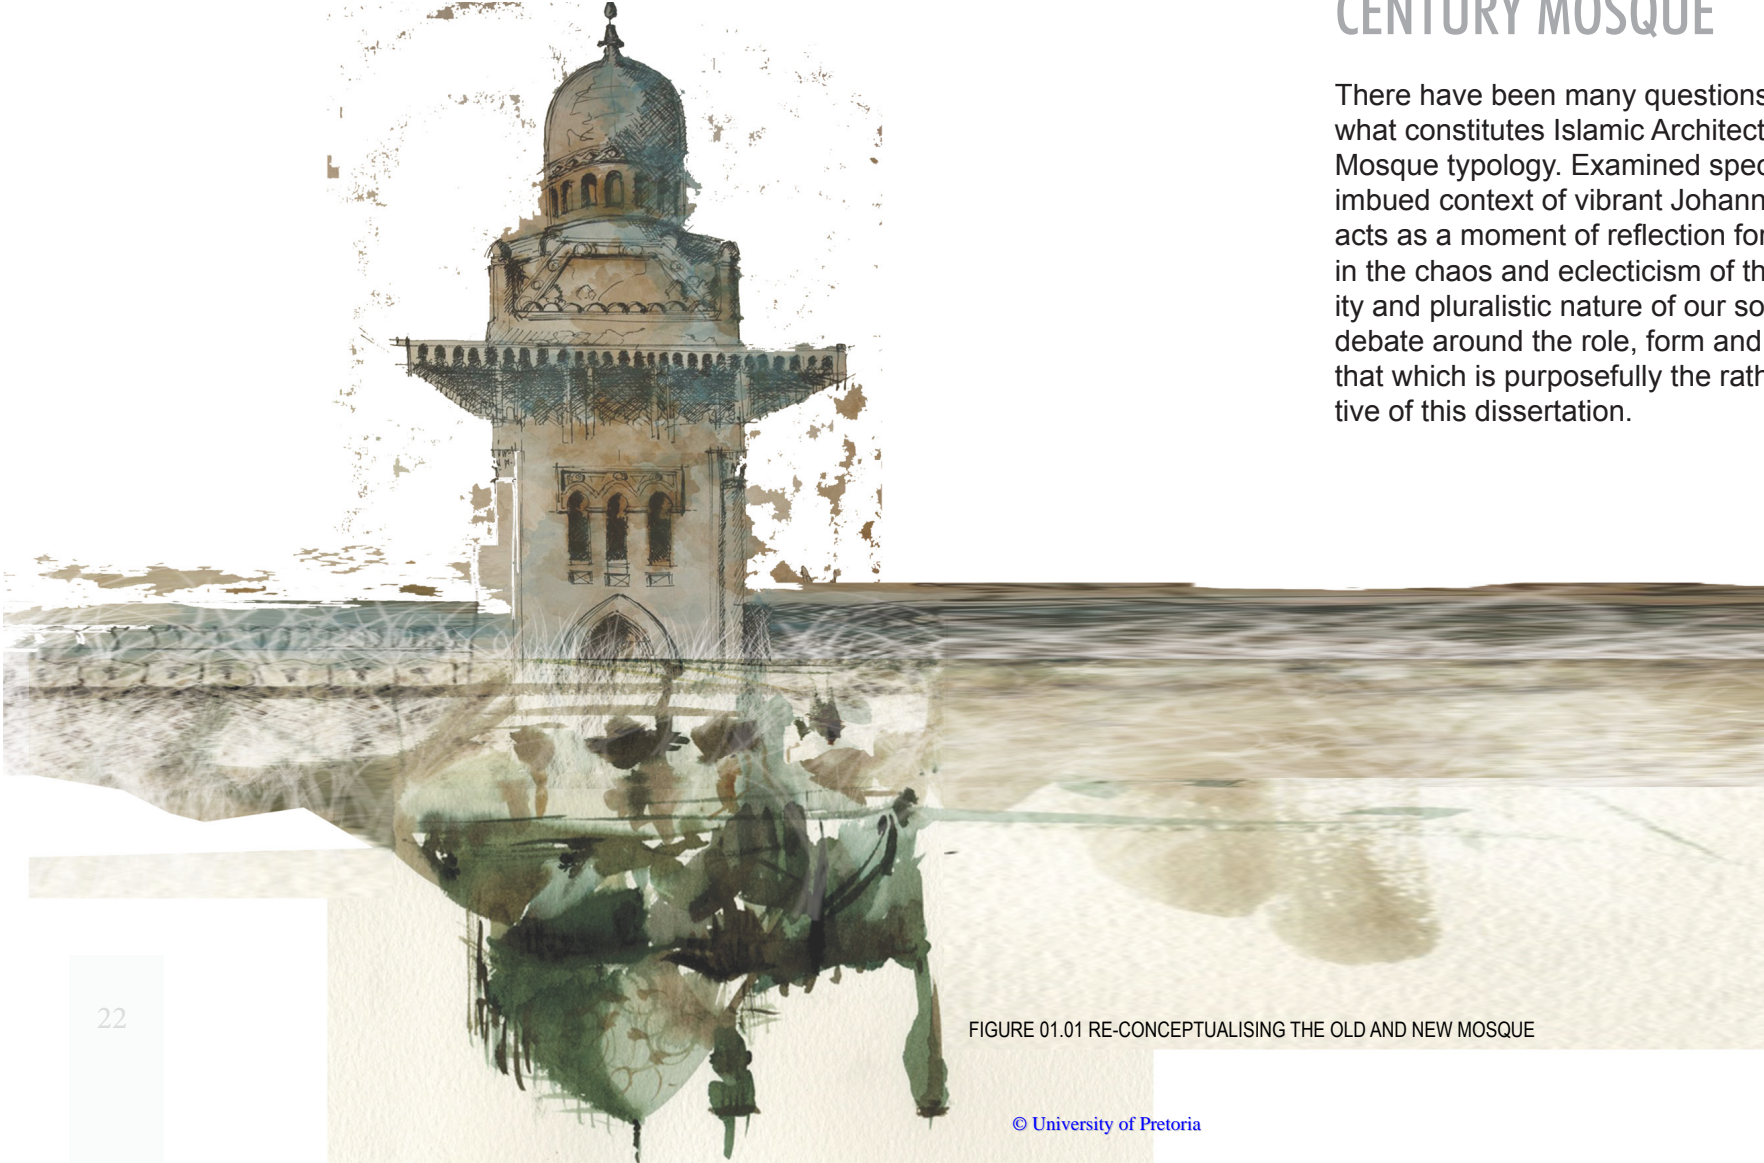 CENTURY MOSQUE
There have been many questions
what constitutes Islamic Architect
Mosque typology. Examined spec
imbued context of vibrant Johann
acts as a moment of reflection for
in the chaos and eclecticism of th
ity and pluralistic nature of our so
debate around the role, form and
that which is purposefully the rath
tive of this dissertation.
FIGURE 01.01 RE-CONCEPTUALISING THE OLD AND NEW MOSQUE
22
© University of Pretoria